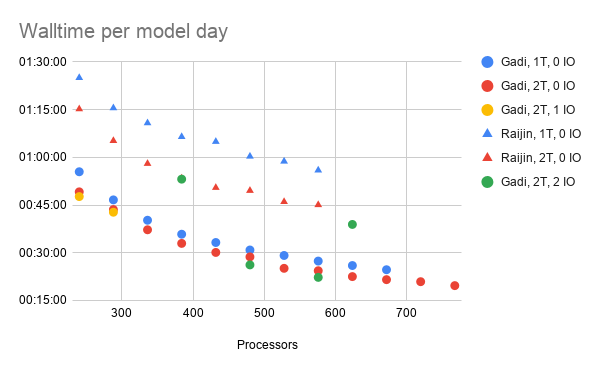 Walltime per model day
01:30:00
01:15:00
01:00:00
00:45:00
00:30:00
00:15:00
300 400 500 600 700
Processors
Gadi, 1T, 0 IO
Gadi, 2T, 0 IO
Gadi, 2T, 1 IO
Raijin, 1T, 0 IO
Raijin, 2T, 0 IO
Gadi, 2T, 2 IO